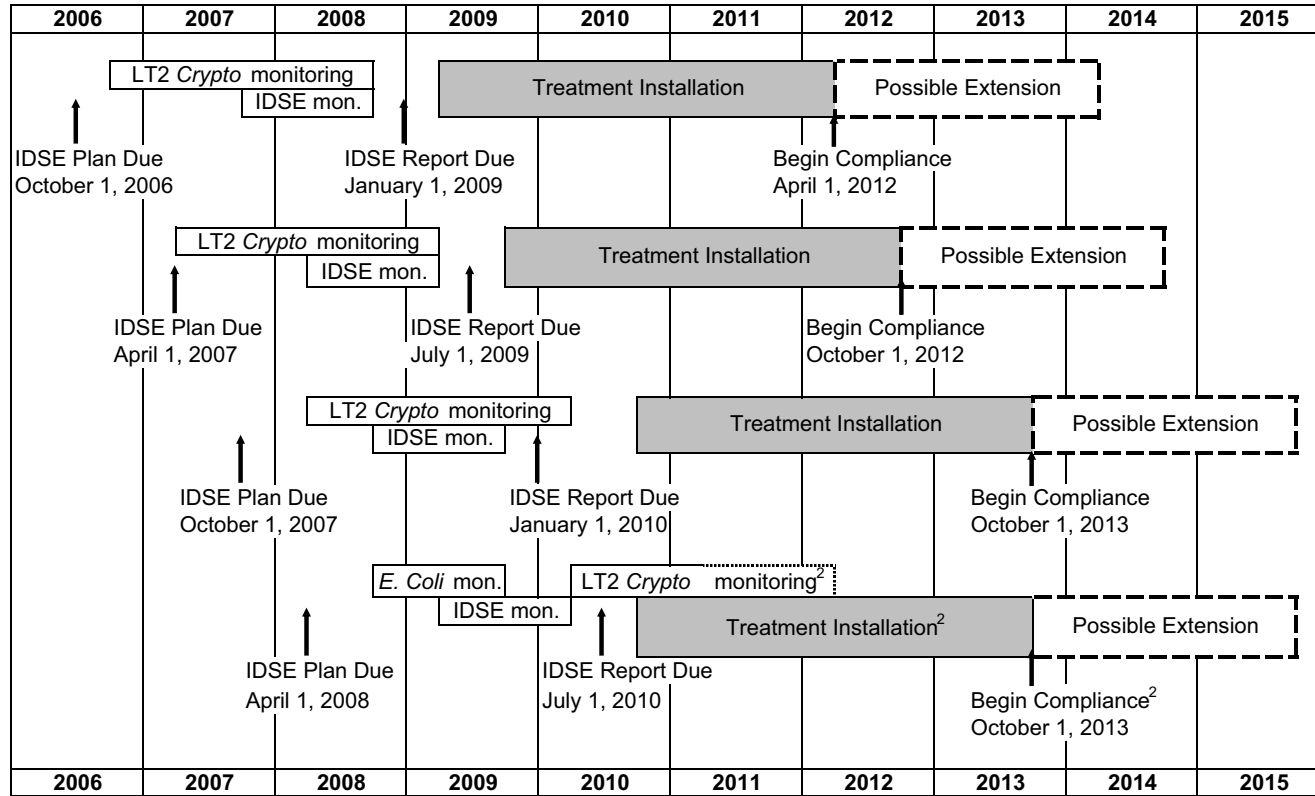 2006 2007 2008 2009 2010 2011 2012 2013 2014 2015
LT2 Crypto monitoring
IDSE mon.
Treatment Installation
Possible Extension
IDSE Plan Due
October 1, 2006
IDSE Report Due
January 1, 2009
Begin Compliance
April 1, 2012
LT2 Crypto monitoring
IDSE mon.
Treatment Installation
Possible Extension
IDSE Plan Due
April 1, 2007
IDSE Report Due
July 1, 2009
Begin Compliance
October 1, 2012
LT2 Crypto monitoring
IDSE mon.
Treatment Installation
Possible Extension
IDSE Plan Due
October 1, 2007
IDSE Report Due
January 1, 2010
Begin Compliance
October 1, 2013
E. Coli mon.
LT2 Crypto monitoring²
IDSE mon.
Treatment Installation²
Possible Extension
IDSE Plan Due
April 1, 2008
IDSE Report Due
July 1, 2010
Begin Compliance²
October 1, 2013
2006 2007 2008 2009 2010 2011 2012 2013 2014 2015